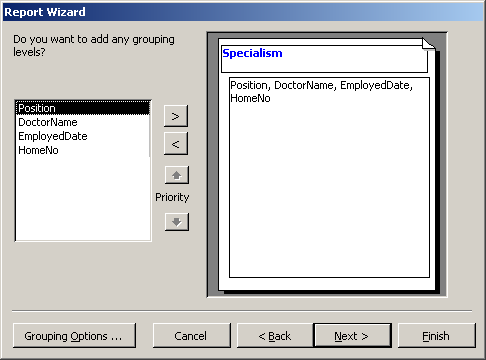 Report Wizard
Do you want to add any grouping
levels?
Position
DoctorName
EmployedDate
HomeNo
>
<
Priority
Specialism
Position, DoctorName, EmployedDate,
HomeNo
Grouping Options ...
Cancel
< Back
Next >
Finish